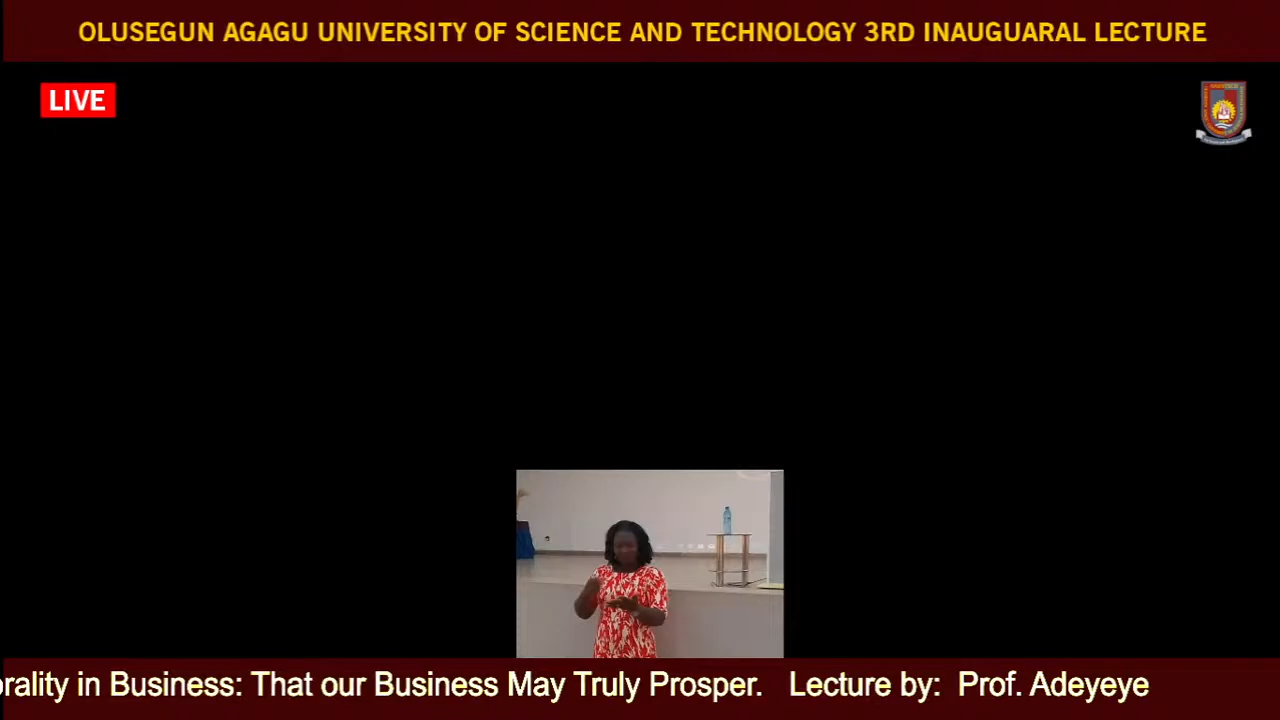 OLUSEGUN AGAGU UNIVERSITY OF SCIENCE AND TECHNOLOGY 3RD INAUGUARAL LECTURE
LIVE
in Business: That our Business May Truly Prosper. Lecture by: Prof. Adeyeye